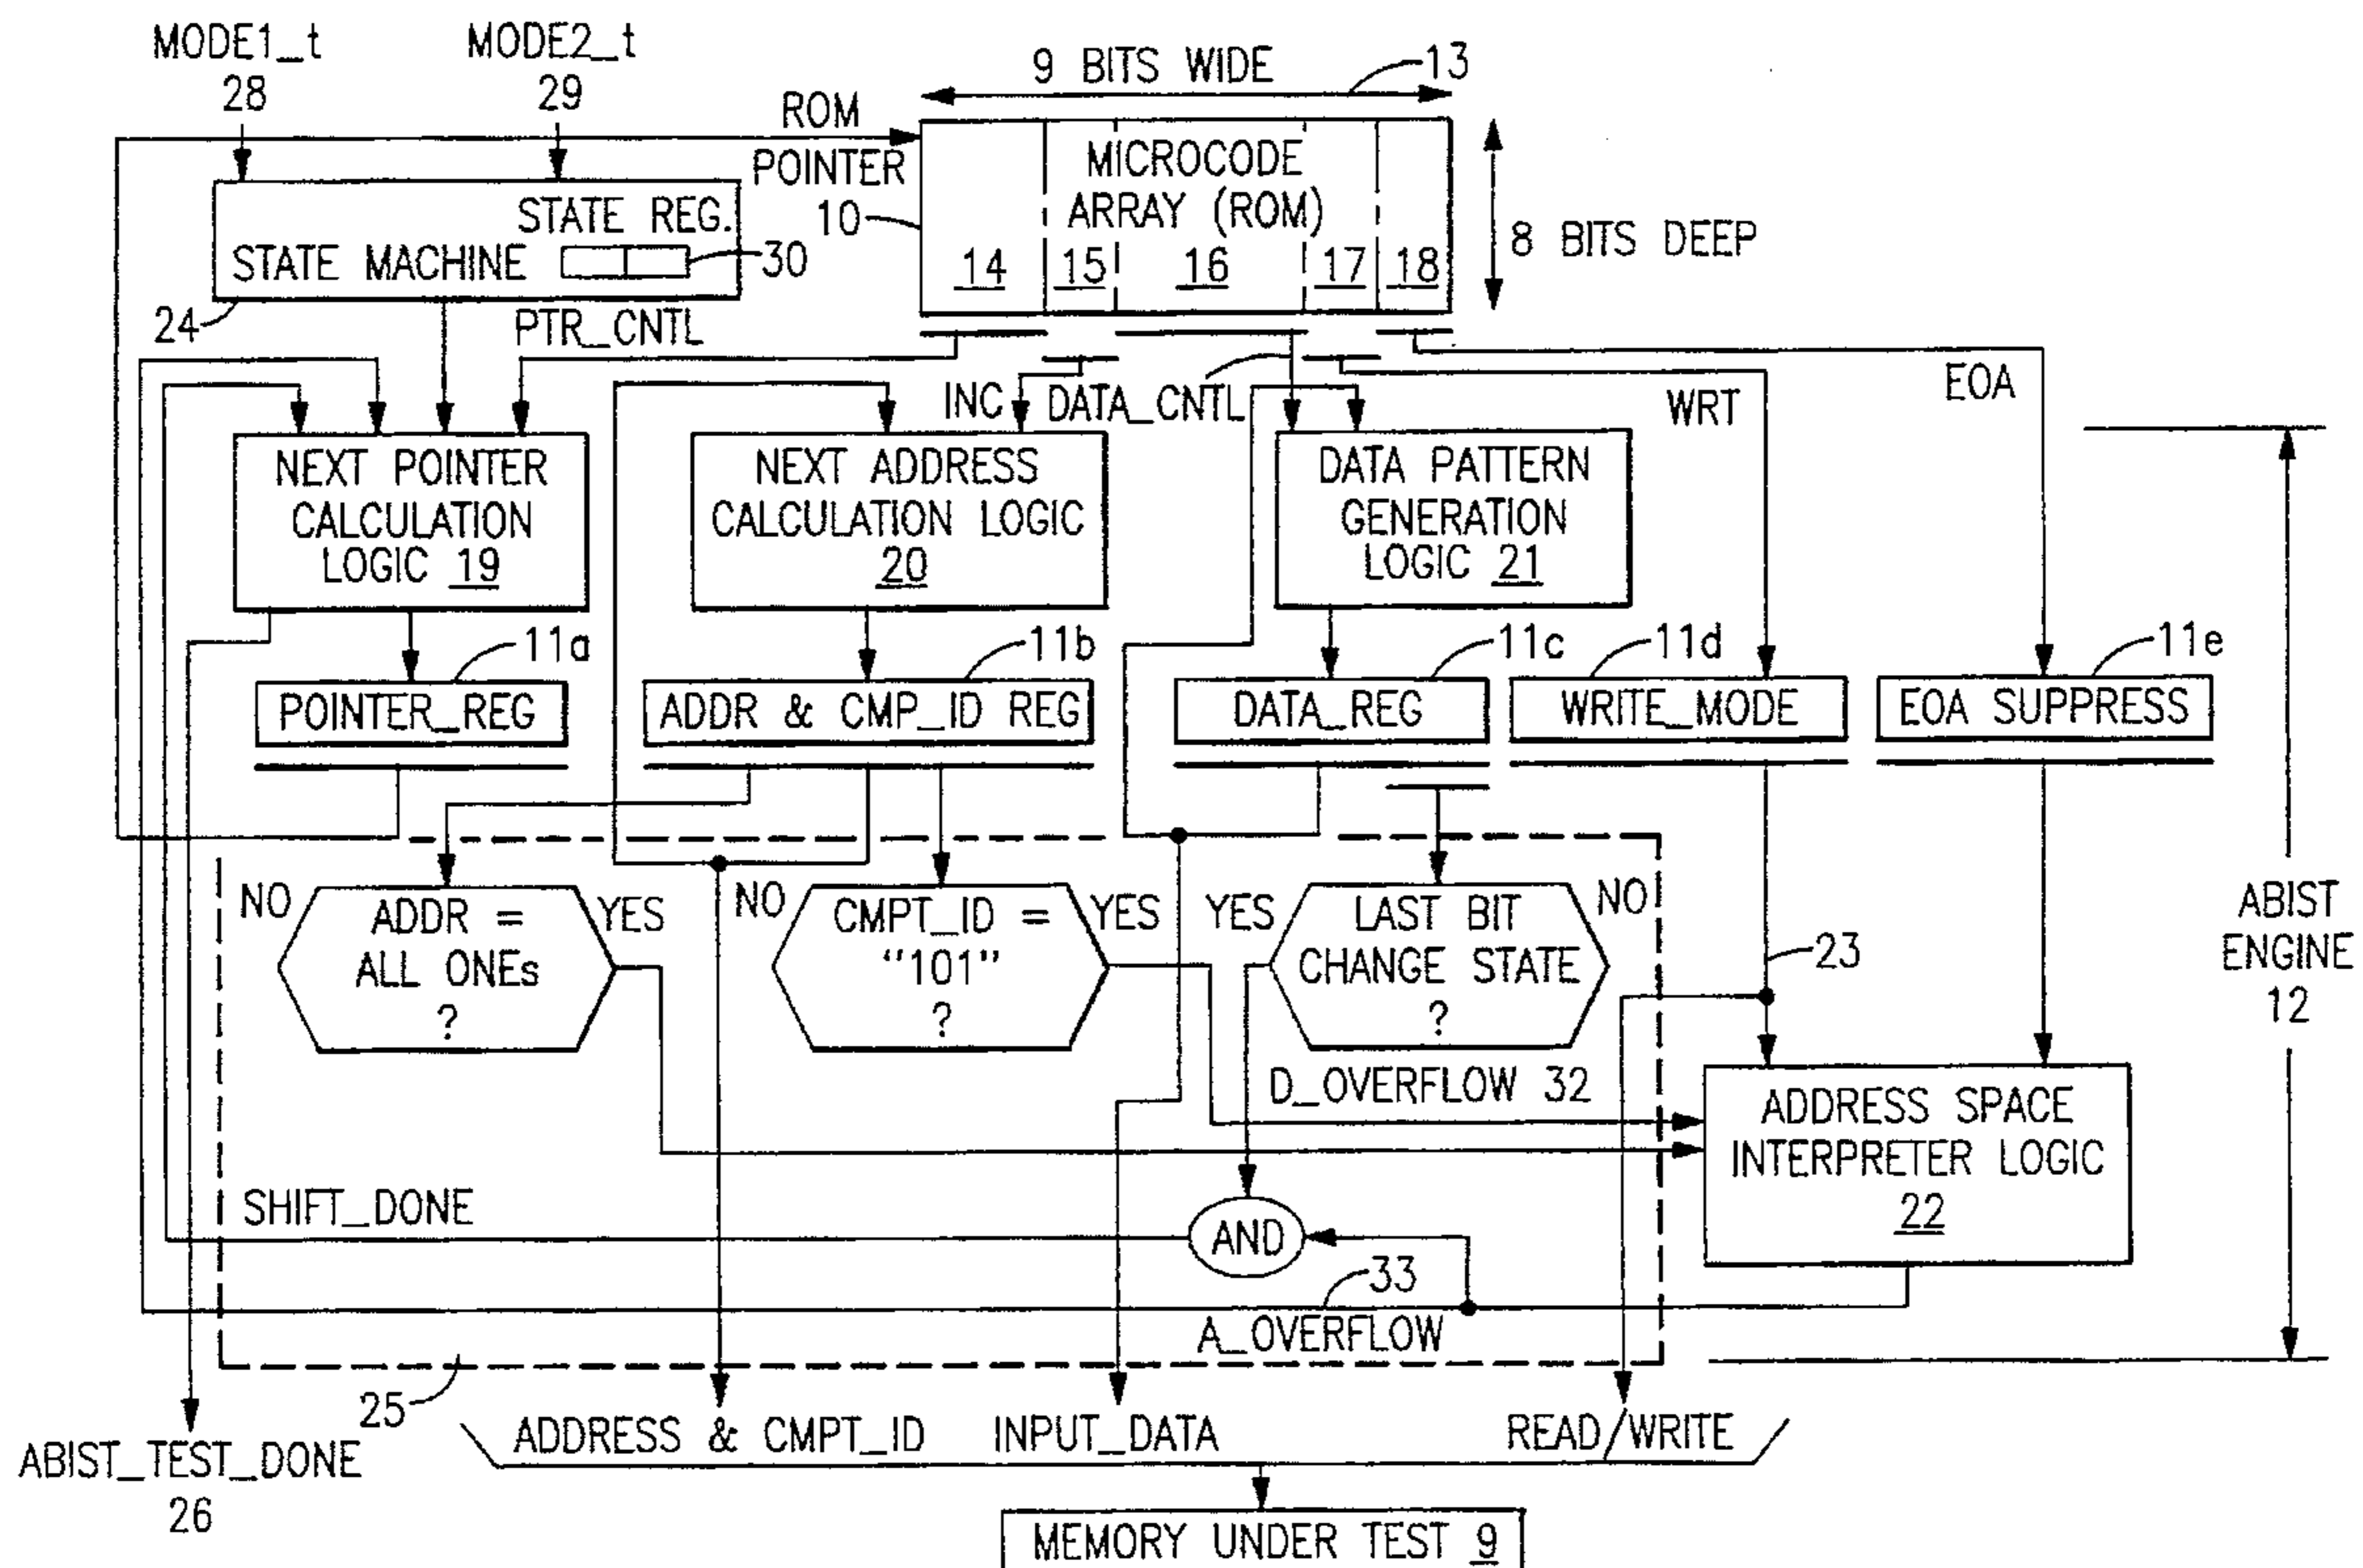 MODE1_t
28
MODE2_t
29
9 BITS WIDE
13
ROM
POINTER
10
MICROCODE
ARRAY (ROM)
14
15
16
17
18
8 BITS DEEP
STATE REG.
STATE MACHINE
30
24
PTR_CNTL
INC
DATA_CNTL
WRT
EOA
NEXT POINTER
CALCULATION
LOGIC 19
NEXT ADDRESS
CALCULATION LOGIC
20
DATA PATTERN
GENERATION
LOGIC 21
11a
11b
11c
11d
11e
POINTER_REG
ADDR & CMP_ID REG
DATA_REG
WRITE_MODE
EOA SUPPRESS
NO
ADDR =
ALL ONEs
?
YES
NO
CMPT_ID =
"101"
?
YES
YES
LAST BIT
CHANGE STATE
?
NO
23
ABIST
ENGINE
12
D_OVERFLOW 32
ADDRESS SPACE
INTERPRETER LOGIC
22
SHIFT_DONE
AND
33
A_OVERFLOW
25
ABIST_TEST_DONE
26
ADDRESS & CMPT_ID
INPUT_DATA
READ/WRITE
MEMORY UNDER TEST 9